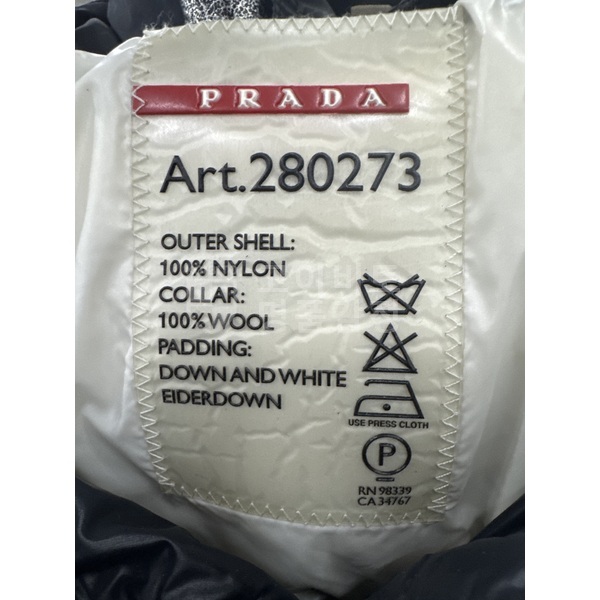 PRADA
Art.280273
OUTER SHELL:
100% NYLON
COLLAR:
100% WOOL
PADDING:
DOWN AND WHITE
EIDERDOWN
USE PRESS CLOTH
P
RN 98339
CA 34767